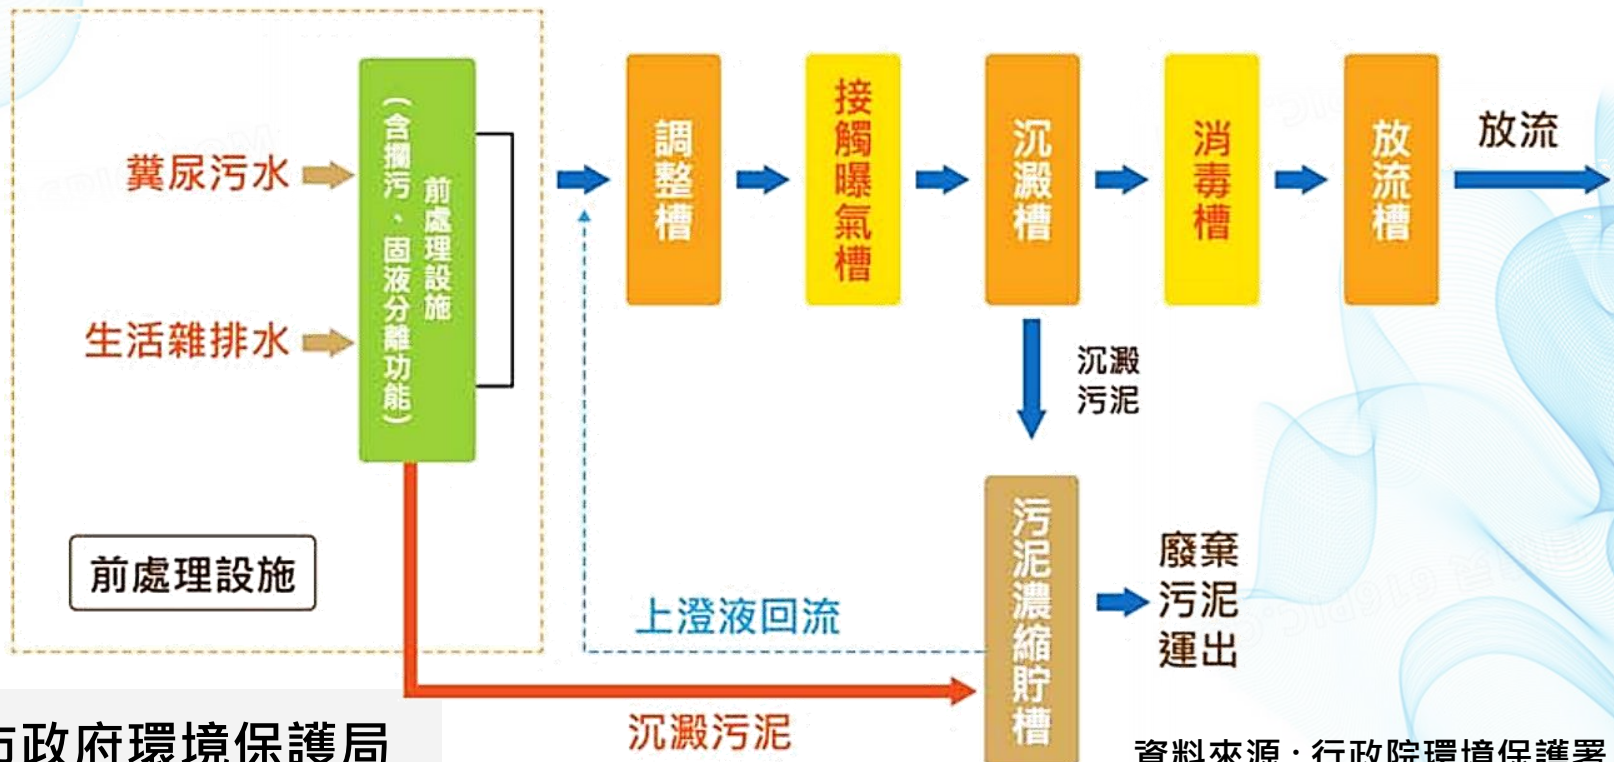 糞尿污水
生活雜排水
前處理設施
（含攔污、固液分離功能）
前處理設施
調整槽
接觸曝氣槽
沉澱槽
消毒槽
放流槽
放流
沉澱
污泥
污泥濃縮貯槽
廢棄
污泥
運出
上澄液回流
沉澱污泥
市政府環境保護局
資料來源：行政院環境保護署